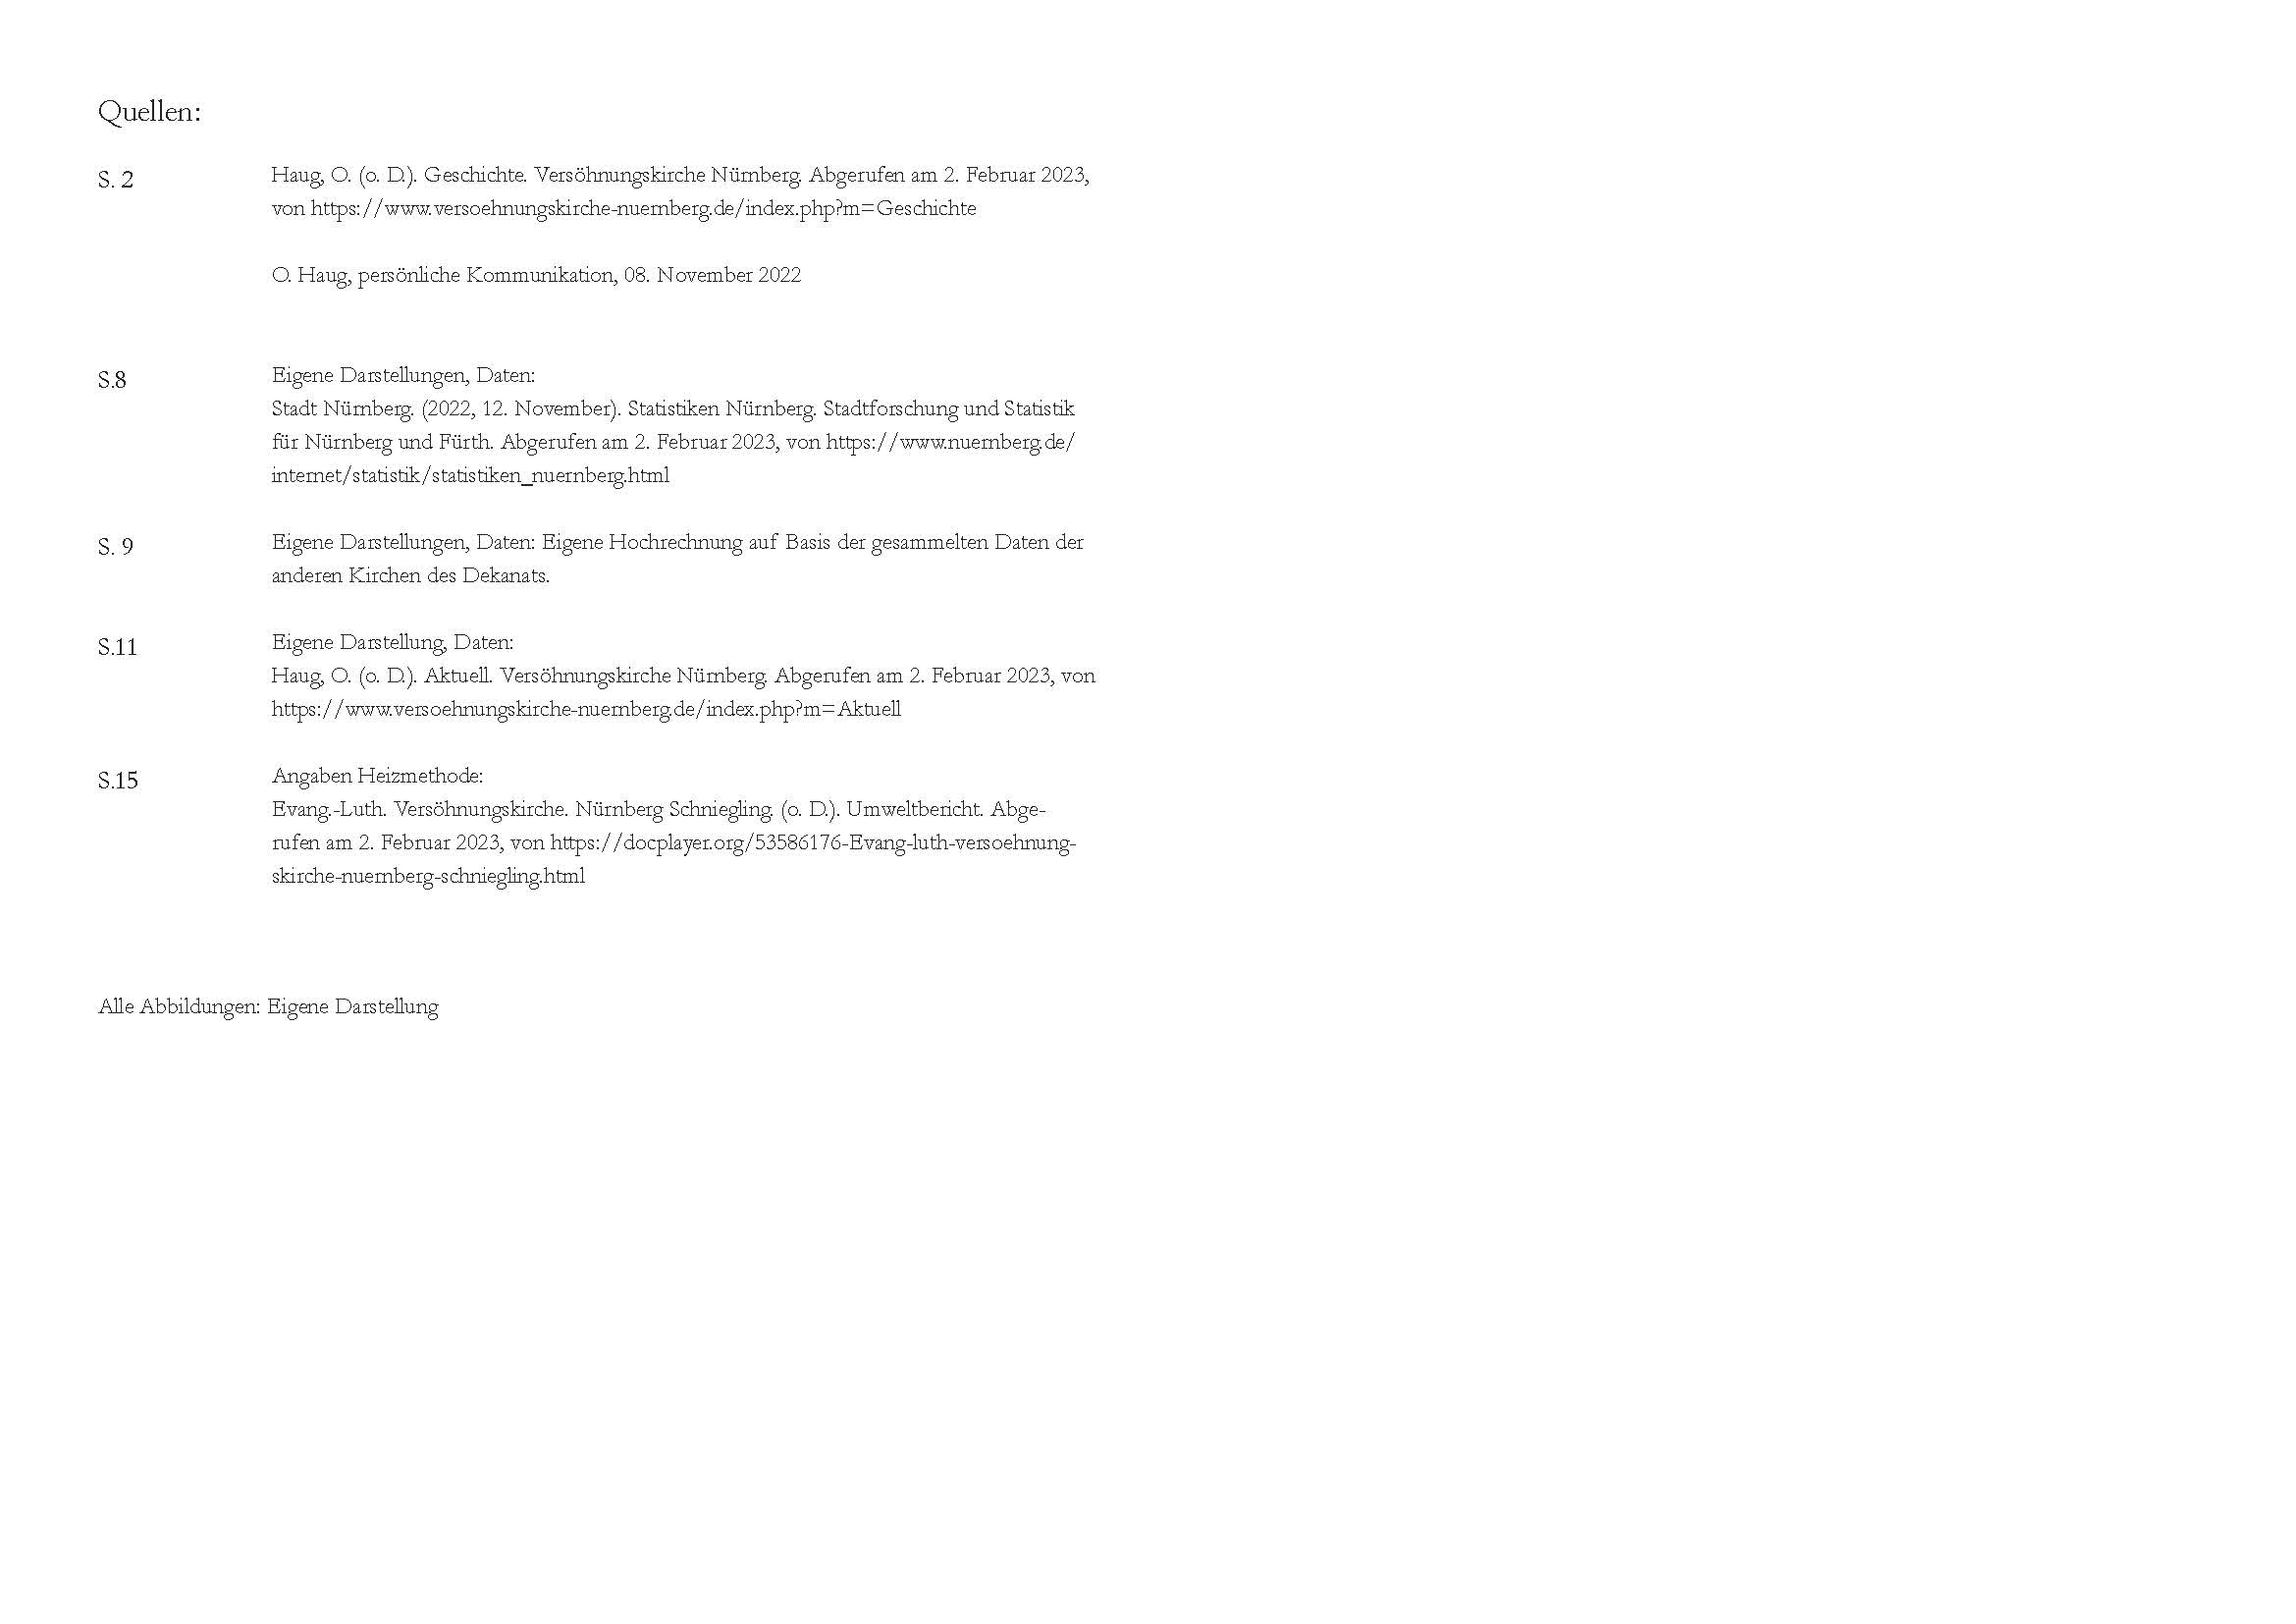 Quellen:
S. 2
Haug, O. (o. D.). Geschichte. Versöhnungskirche Nürnberg. Abgerufen am 2. Februar 2023,
von https://www.versoehnungskirche-nuernberg.de/index.php?m=Geschichte
O. Haug, persönliche Kommunikation, 08. November 2022
S.8
Eigene Darstellungen, Daten:
Stadt Nürnberg. (2022, 12. November). Statistiken Nürnberg. Stadtforschung und Statistik
für Nürnberg und Fürth. Abgerufen am 2. Februar 2023, von https://www.nuernberg.de/
internet/statistik/statistiken_nuernberg.html
S. 9
Eigene Darstellungen, Daten: Eigene Hochrechnung auf Basis der gesammelten Daten der
anderen Kirchen des Dekanats.
S.11
Eigene Darstellung, Daten:
Haug, O. (o. D.). Aktuell. Versöhnungskirche Nürnberg. Abgerufen am 2. Februar 2023, von
https://www.versoehnungskirche-nuernberg.de/index.php?m=Aktuell
S.15
Angaben Heizmethode:
Evang.-Luth. Versöhnungskirche. Nürnberg Schniegling. (o. D.). Umweltbericht. Abge-
rufen am 2. Februar 2023, von https://docplayer.org/53586176-Evang-luth-versoehnung-
skirche-nuernberg-schniegling.html
Alle Abbildungen: Eigene Darstellung